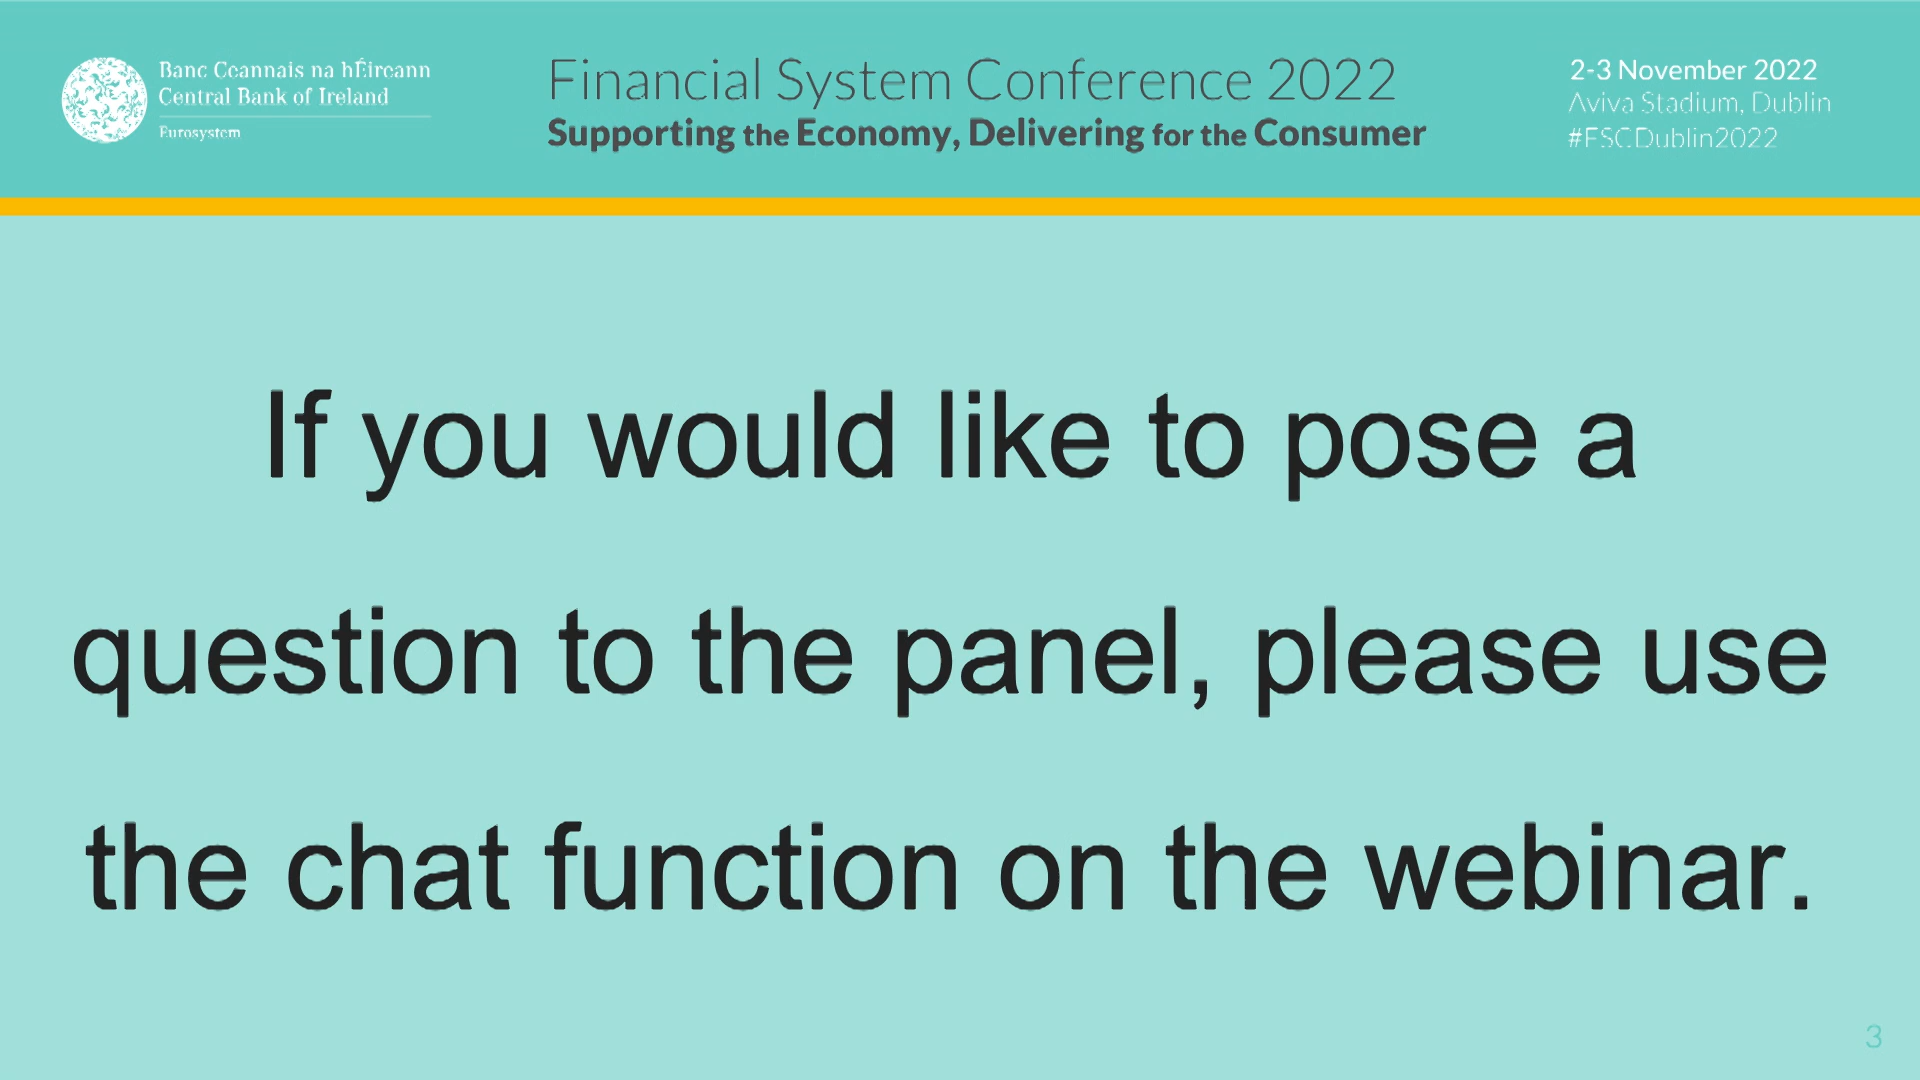 Banc Ceannais na hÉireann
Central Bank of Ireland
Eurosystem
Financial System Conference 2022
Supporting the Economy, Delivering for the Consumer
2-3 November 2022
Aviva Stadium, Dublin
#FSCDublin2022
If you would like to pose a
question to the panel, please use
the chat function on the webinar.
3